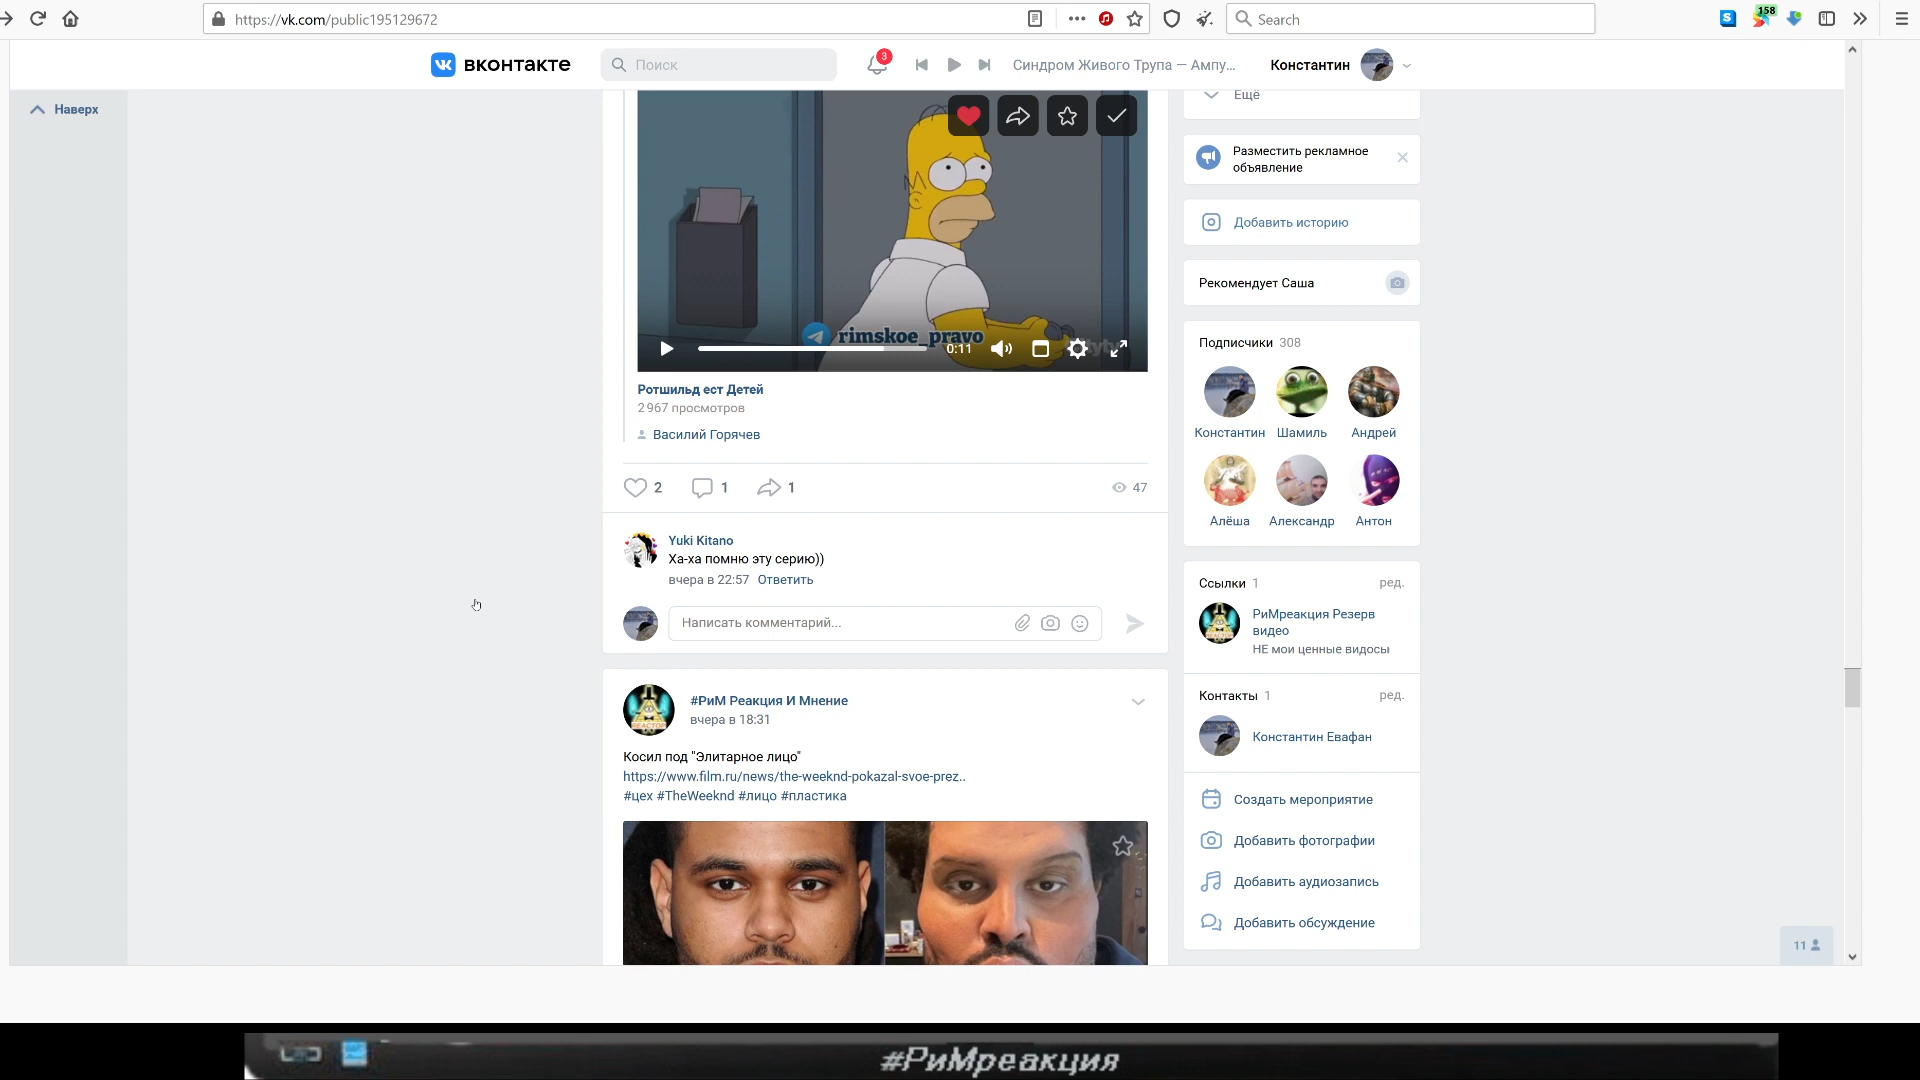 https://vk.com/public195129672
Search
158
вконтакте
Поиск
3
Синдром Живого Трупа — Ампу...
Константин
Наверх
Ещё
rimskoe_pravo
0:11
Ротшильд ест Детей
2 967 просмотров
Василий Горячев
2
1
1
47
Yuki Kitano
Ха-ха помню эту серию))
вчера в 22:57 Ответить
Написать комментарий...
#РиМ Реакция И Мнение
вчера в 18:31
Косил под "Элитарное лицо"
https://www.film.ru/news/the-weeknd-pokazal-svoe-prez..
#цех #TheWeeknd #лицо #пластика
Разместить рекламное
объявление
Добавить историю
Рекомендует Саша
Подписчики 308
Константин
Шамиль
Андрей
Алёша
Александр
Антон
Ссылки 1
ред.
РиМреакция Резерв
видео
НЕ мои ценные видосы
Контакты 1
ред.
Константин Евафан
Создать мероприятие
Добавить фотографии
Добавить аудиозапись
Добавить обсуждение
11
#РиМреакция